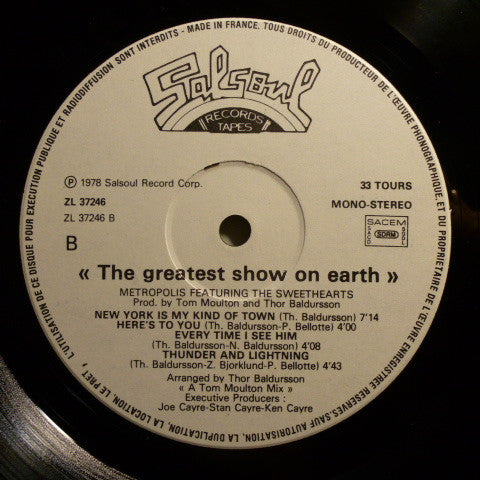 L'UTILISATION DE CE DISQUE POUR EXECUTION PUBLIQUE ET RADIODIFFUSION SONT INTERDITS - MADE IN FRANCE. TOUS DROITS DU PRODUCTEUR DE L'ŒUVRE PHONOGRAPHIQUE, ET DU PROPRIETAIRE DE L'ŒUVRE ENREGISTREE RESERVES. SAUF AUTORISATION, LA DUPLICATION, LA LOCATION, LE PRET,
Salsoul
RECORDS
TAPES
℗ 1978 Salsoul Record Corp.
ZL 37246
ZL 37246 B
33 TOURS
MONO-STEREO
SACEM
SACD
SDRM
SGDL
B
« The greatest show on earth »
METROPOLIS FEATURING THE SWEETHEARTS
Prod. by Tom Moulton and Thor Baldursson
NEW YORK IS MY KIND OF TOWN (Th. Baldursson) 7'14
HERE'S TO YOU (Th. Baldursson-P. Bellotte) 4'00
EVERY TIME I SEE HIM
(Th. Baldursson-N. Baldursson) 4'08
THUNDER AND LIGHTNING
(Th. Baldursson-Z. Bjorklund-P. Bellotte) 4'43
Arranged by Thor Baldursson
« A Tom Moulton Mix »
Executive Producers :
Joe Cayre-Stan Cayre-Ken Cayre